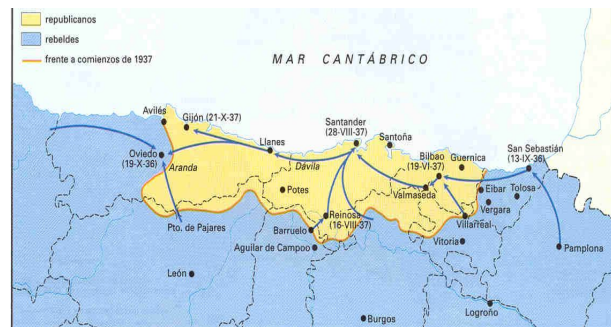 republicanos
rebeldes
frente a comienzos de 1937
MAR CANTÁBRICO
Avilés
Gijón (21-X-37)
Santander
(28-VIII-37)
Santoña
Llanes
Bilbao
(19-VI-37)
Guernica
San Sebastián
(13-IX-36)
Oviedo
(19-X-36)
Aranda
Dávila
Potes
Valmaseda
Eibar
Tolosa
Vergara
Reinosa
(16-VIII-37)
Villarreal
Pto. de Pajares
Barruelo
Aguilar de Campoo
Vitoria
Pamplona
León
Logroño
Burgos